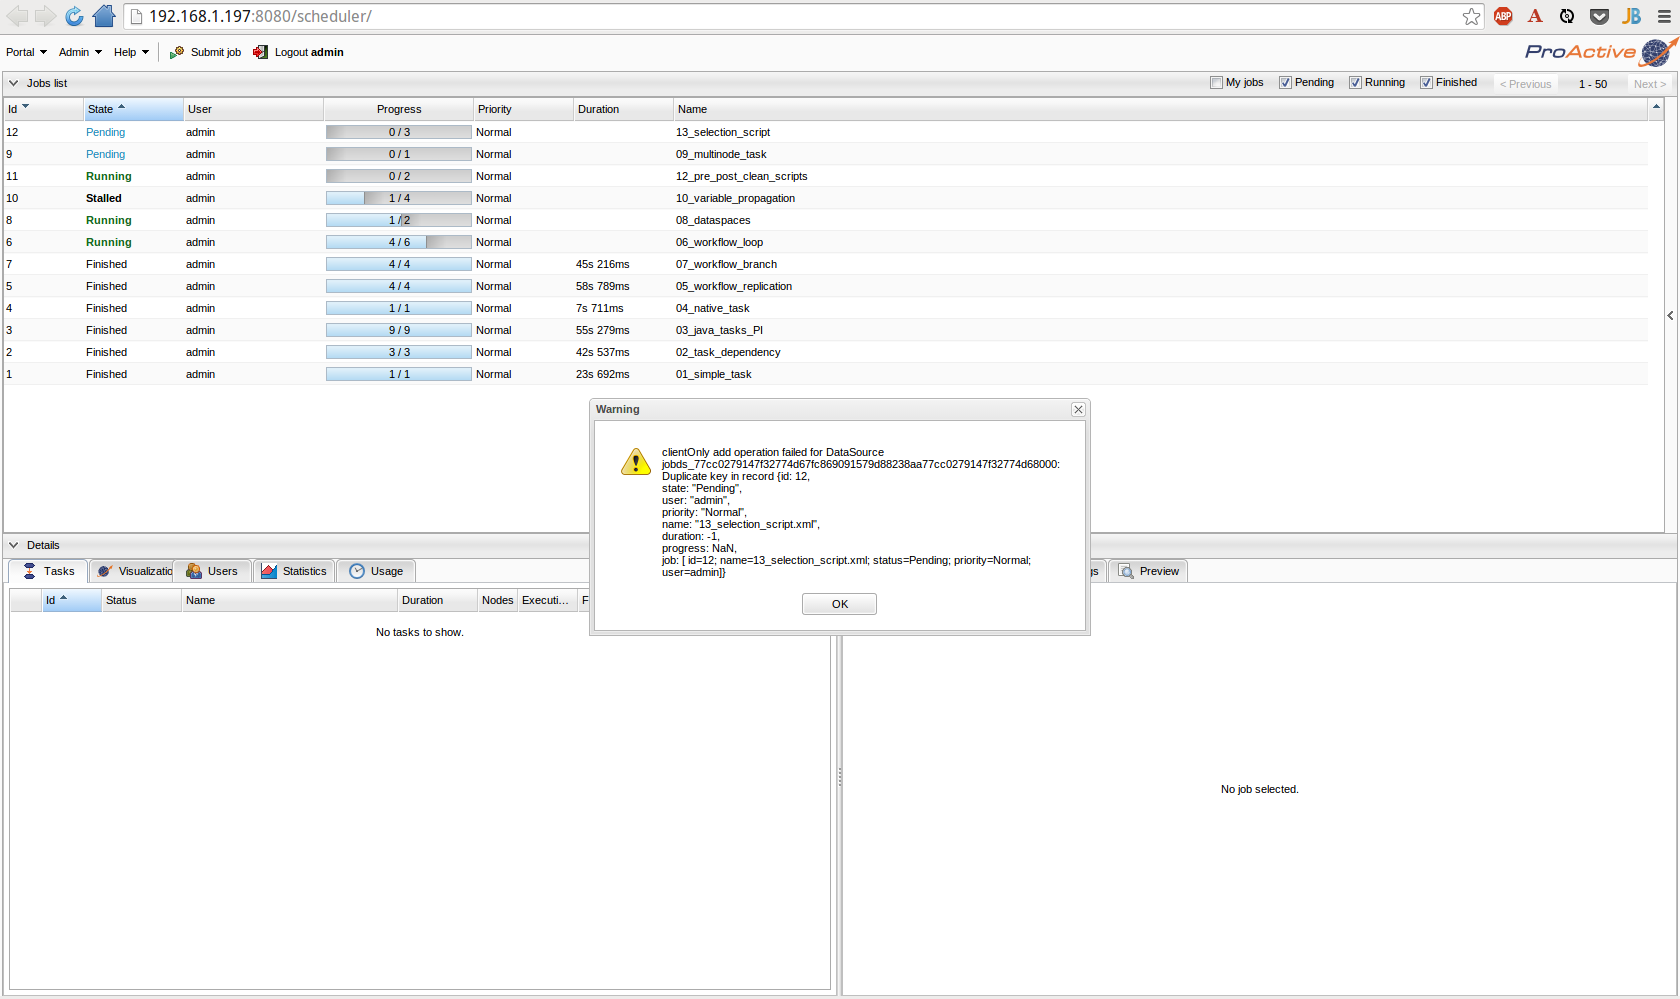 192.168.1.197:8080/scheduler/
ABP A JB
Portal Admin Help Submit job Logout admin
ProActive
Jobs list My jobs Pending Running Finished < Previous 1 - 50 Next >
Id State User Progress Priority Duration Name
12 Pending admin 0 / 3 Normal 13_selection_script
9 Pending admin 0 / 1 Normal 09_multinode_task
11 Running admin 0 / 2 Normal 12_pre_post_clean_scripts
10 Stalled admin 1 / 4 Normal 10_variable_propagation
8 Running admin 1 / 2 Normal 08_dataspaces
6 Running admin 4 / 6 Normal 06_workflow_loop
7 Finished admin 4 / 4 Normal 45s 216ms 07_workflow_branch
5 Finished admin 4 / 4 Normal 58s 789ms 05_workflow_replication
4 Finished admin 1 / 1 Normal 7s 711ms 04_native_task
3 Finished admin 9 / 9 Normal 55s 279ms 03_java_tasks_PI
2 Finished admin 3 / 3 Normal 42s 537ms 02_task_dependency
1 Finished admin 1 / 1 Normal 23s 692ms 01_simple_task
Warning
clientOnly add operation failed for DataSource
jobds_77cc0279147f32774d67fc869091579d88238aa77cc0279147f32774d68000:
Duplicate key in record {id: 12,
state: "Pending",
user: "admin",
priority: "Normal",
name: "13_selection_script.xml",
duration: -1,
progress: NaN,
job: [ id=12; name=13_selection_script.xml; status=Pending; priority=Normal;
user=admin]}
OK
Details
Tasks Visualizatio Users Statistics Usage
gs Preview
Id Status Name Duration Nodes Executi... F
No tasks to show.
No job selected.